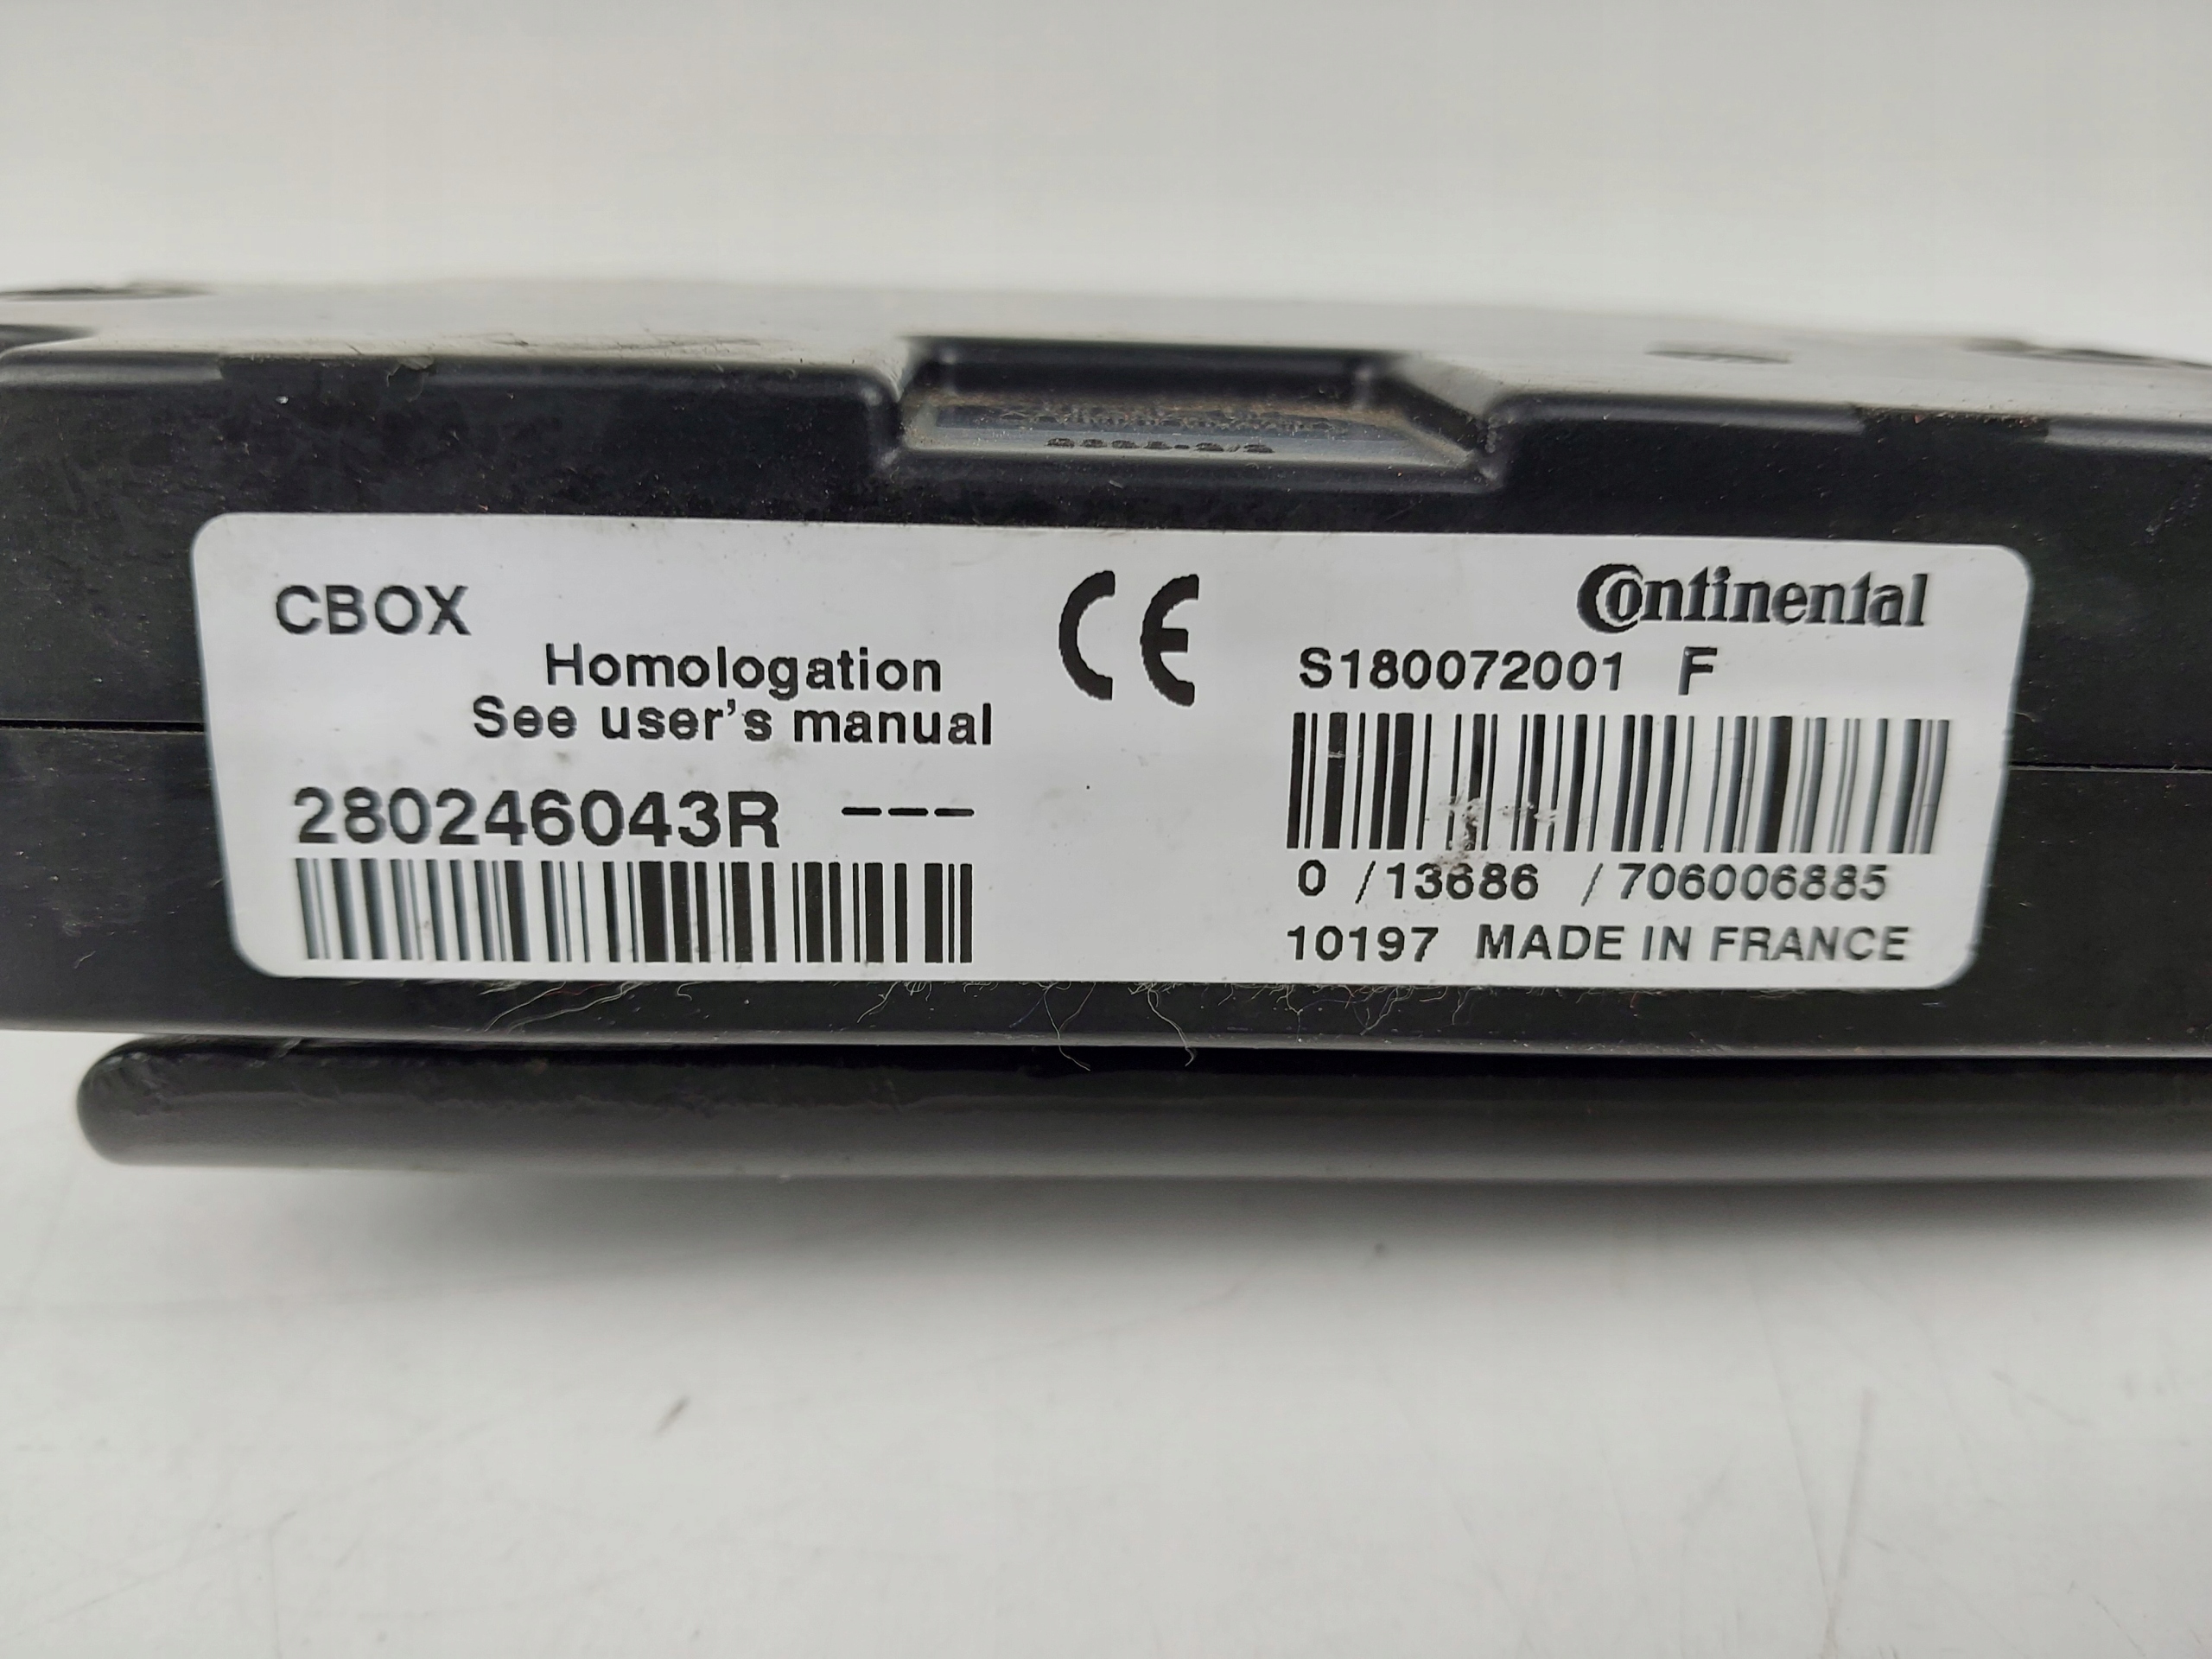 CBOX
Homologation
See user's manual
280246043R ---
CE
Continental
S180072001 F
0 /13686 /706006885
10197 MADE IN FRANCE